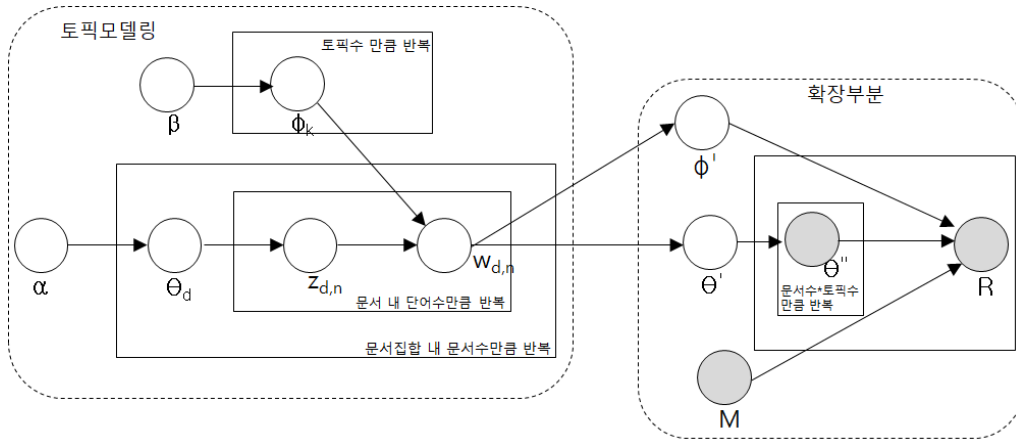 토픽모델링
토픽수 만큼 반복
β
ϕk
α
θd
zd,n
wd,n
문서 내 단어수만큼 반복
문서집합 내 문서수만큼 반복
확장부분
ϕ'
θ'
θ''
문서수*토픽수
만큼 반복
R
M